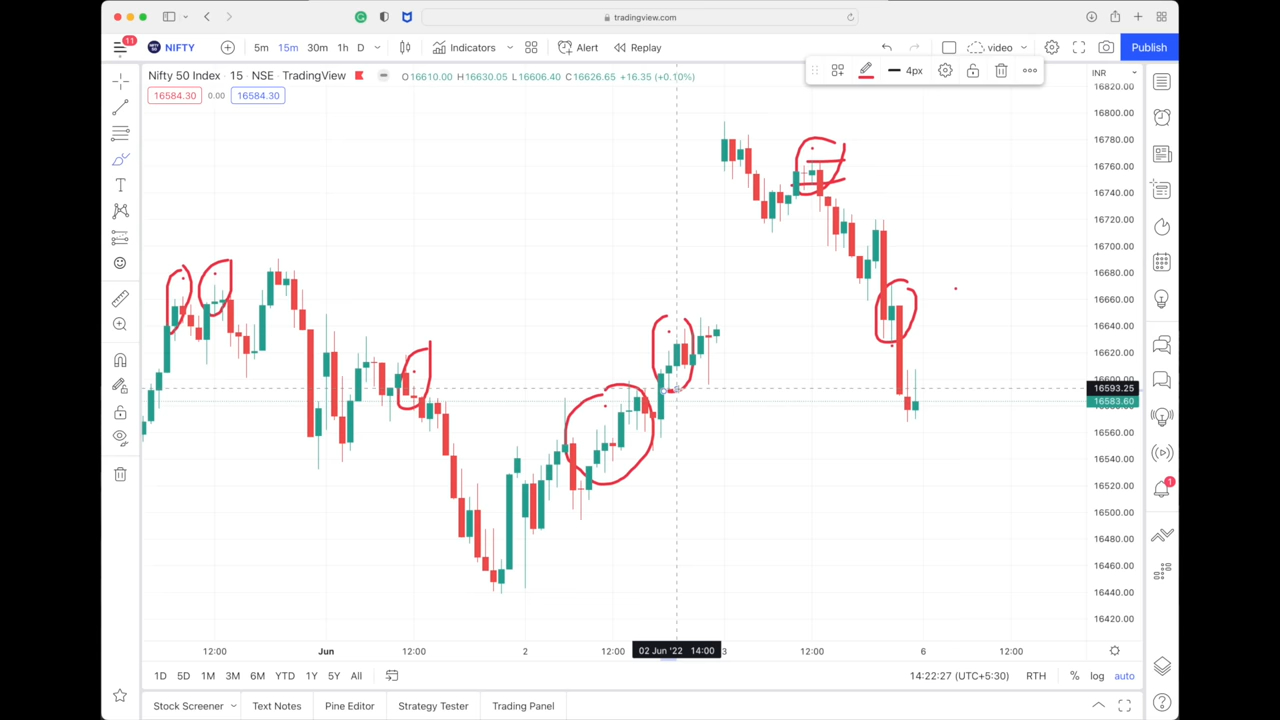 tradingview.com
11 NIFTY 5m 15m 30m 1h D Indicators Alert Replay video Publish
4px
Nifty 50 Index · 15 · NSE · TradingView O16610.00 H16630.05 L16606.40 C16626.65 +16.35 (+0.10%) INR
16584.30 0.00 16584.30
16820.00
16800.00
16780.00
16760.00
16740.00
16720.00
16700.00
16680.00
16660.00
16640.00
16620.00
16593.25
16583.60
16560.00
16540.00
16520.00
16500.00
1
16480.00
16460.00
16440.00
16420.00
12:00 Jun 12:00 2 12:00 02 Jun '22 14:00 3 12:00 6 12:00
1D 5D 1M 3M 6M YTD 1Y 5Y All 14:22:27 (UTC+5:30) RTH % log auto
Stock Screener Text Notes Pine Editor Strategy Tester Trading Panel